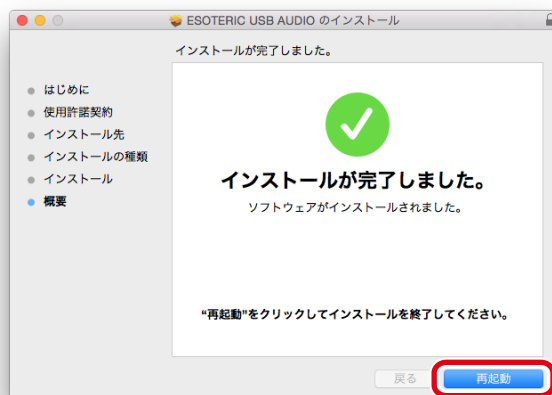 ESOTERIC USB AUDIO のインストール
インストールが完了しました。
はじめに
使用許諾契約
インストール先
インストールの種類
インストール
概要
インストールが完了しました。
ソフトウェアがインストールされました。
“再起動”をクリックしてインストールを終了してください。
戻る
再起動